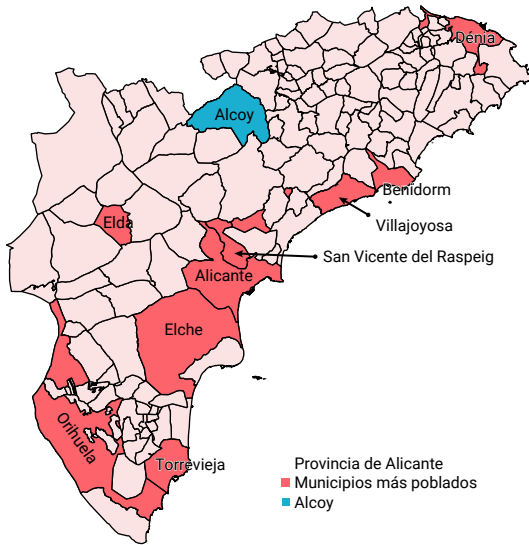 Dénia
Alcoy
Benidorm
Elda
Villajoyosa
San Vicente del Raspeig
Alicante
Elche
Orihuela
Torrevieja
Provincia de Alicante
Municipios más poblados
Alcoy